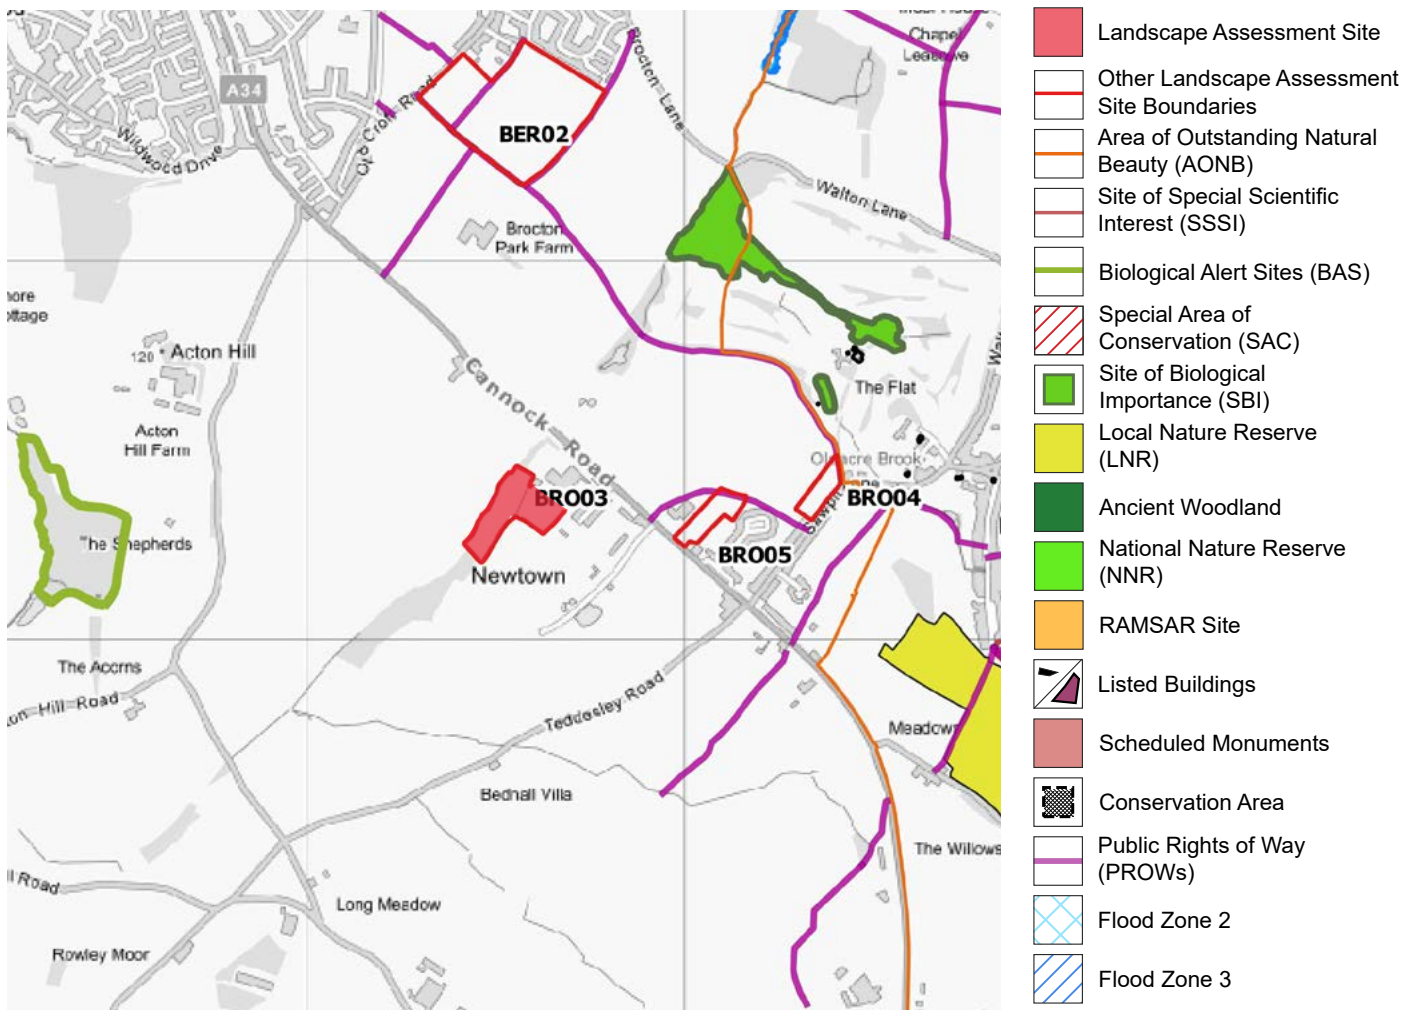 Chapel
Leasowe
A34
Brocton Lane
Old Croft Road
Wildwood Drive
BER02
Walton Lane
Brocton
Park Farm
120
Acton Hill
Cannock Road
The Flat
Acton
Hill Farm
Oldacre Brook
BRO03
BRO04
The Shepherds
BRO05
Newtown
The Acorns
Hill Road
Teddesley Road
Meadows
Bednall Villa
The Willows
Road
Long Meadow
Rowley Moor
Landscape Assessment Site
Other Landscape Assessment
Site Boundaries
Area of Outstanding Natural
Beauty (AONB)
Site of Special Scientific
Interest (SSSI)
Biological Alert Sites (BAS)
Special Area of
Conservation (SAC)
Site of Biological
Importance (SBI)
Local Nature Reserve
(LNR)
Ancient Woodland
National Nature Reserve
(NNR)
RAMSAR Site
Listed Buildings
Scheduled Monuments
Conservation Area
Public Rights of Way
(PROWs)
Flood Zone 2
Flood Zone 3